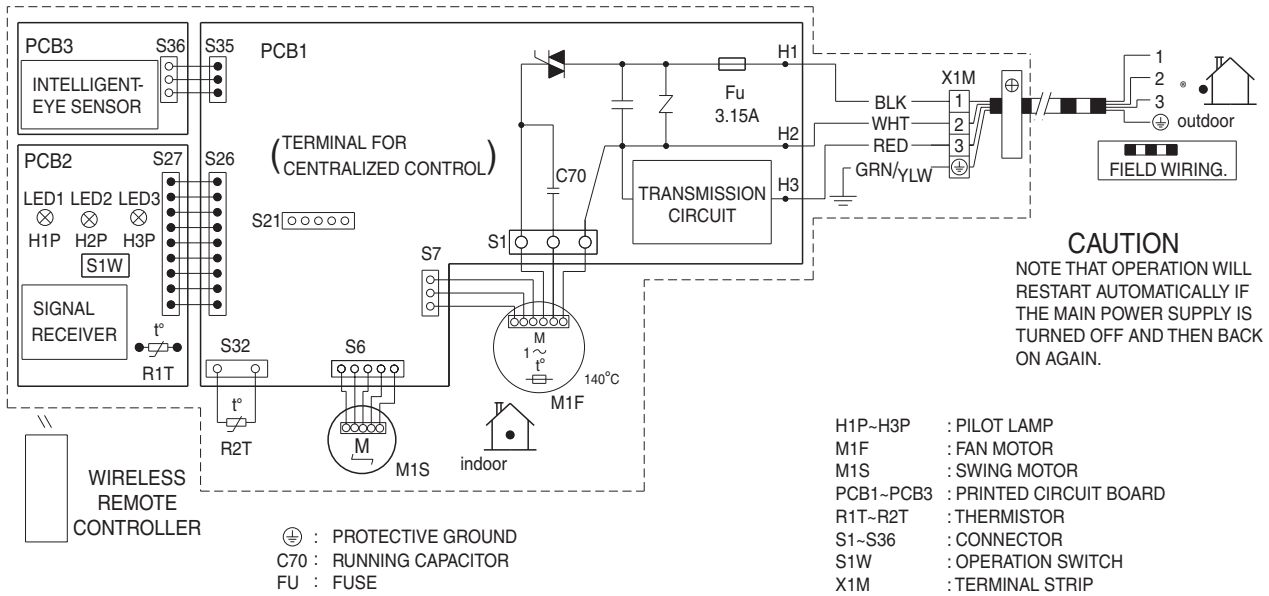 PCB3
S36
S35
INTELLIGENT-
EYE SENSOR
PCB1
PCB2
S27
S26
LED1 LED2 LED3
H1P H2P H3P
S1W
SIGNAL
RECEIVER
t°
R1T
(TERMINAL FOR
CENTRALIZED CONTROL)
S21
S32
t°
R2T
S6
M
M1S
S7
S1
C70
Fu
3.15A
TRANSMISSION
CIRCUIT
H1
H2
H3
M
1~
t°
140°C
M1F
indoor
BLK
WHT
RED
GRN/YLW
X1M
1
2
3
1
2
3
outdoor
FIELD WIRING.
CAUTION
NOTE THAT OPERATION WILL
RESTART AUTOMATICALLY IF
THE MAIN POWER SUPPLY IS
TURNED OFF AND THEN BACK
ON AGAIN.
WIRELESS
REMOTE
CONTROLLER
: PROTECTIVE GROUND
C70 : RUNNING CAPACITOR
FU : FUSE
H1P~H3P : PILOT LAMP
M1F : FAN MOTOR
M1S : SWING MOTOR
PCB1~PCB3 : PRINTED CIRCUIT BOARD
R1T~R2T : THERMISTOR
S1~S36 : CONNECTOR
S1W : OPERATION SWITCH
X1M : TERMINAL STRIP